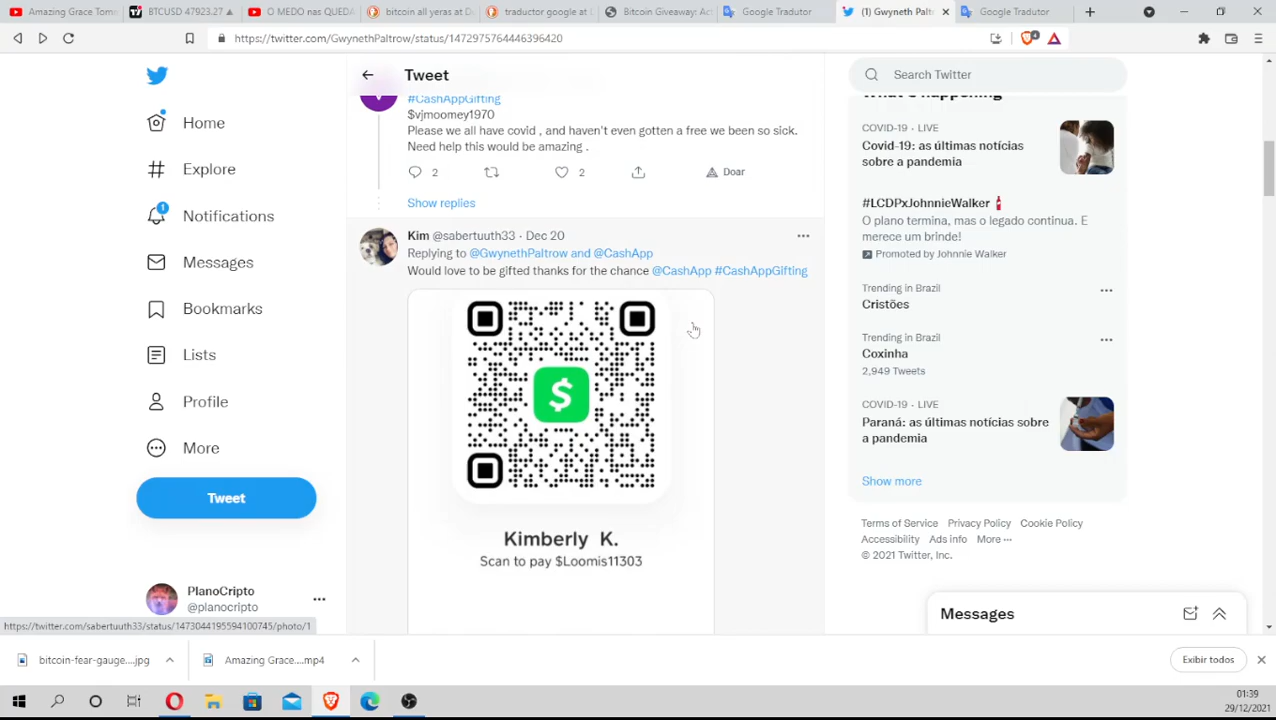 Amazing Grace Tom
BTCUSD 47923.27 ▲
O MEDO nas QUED
bitcoin all yeras at D
traductor google at
Bitcoin Giveaway: Ac
Google Tradutor
(1) Gwyneth Palt
Google Tradutor
https://twitter.com/GwynethPaltrow/status/1472975764446396420
Home
Explore
Notifications
1
Messages
Bookmarks
Lists
Profile
More
Tweet
PlanoCripto
@planocripto
Tweet
#CashAppGifting
$vjmoomey1970
Please we all have covid , and haven't even gotten a free we been so sick.
Need help this would be amazing .
2
2
Doar
Show replies
Kim @sabertuuth33 · Dec 20
Replying to @GwynethPaltrow and @CashApp
Would love to be gifted thanks for the chance @CashApp #CashAppGifting
$
Kimberly K.
Scan to pay $Loomis11303
Search Twitter
What's happening
COVID-19 · LIVE
Covid-19: as últimas notícias
sobre a pandemia
#LCDPxJohnnieWalker
O plano termina, mas o legado continua. E
merece um brinde!
Promoted by Johnnie Walker
Trending in Brazil
Cristões
Trending in Brazil
Coxinha
2,949 Tweets
COVID-19 · LIVE
Paraná: as últimas notícias sobre
a pandemia
Show more
Terms of Service Privacy Policy Cookie Policy
Accessibility Ads info More ···
© 2021 Twitter, Inc.
Messages
https://twitter.com/sabertuuth33/status/1473044195594100745/photo/1
bitcoin-fear-gauge....jpg
Amazing Grace....mp4
Exibir todos
01:39
29/12/2021